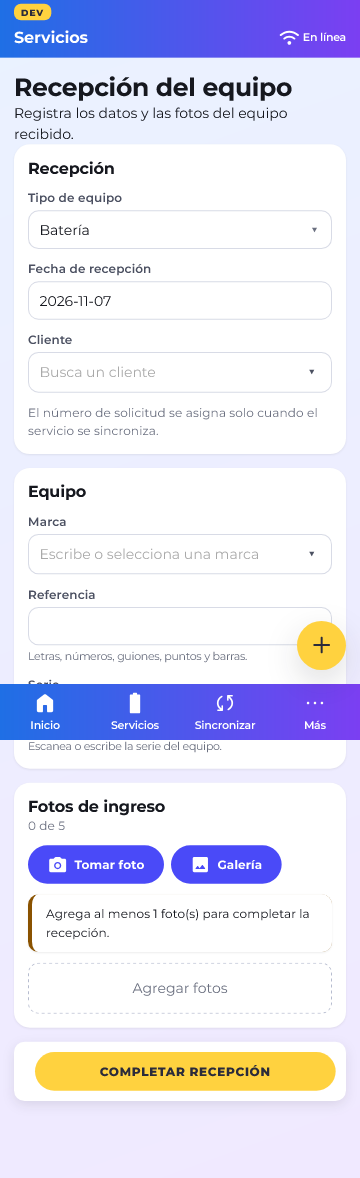 DEV
Servicios
En línea
Recepción del equipo
Registra los datos y las fotos del equipo
recibido.
Recepción
Tipo de equipo
Batería
Fecha de recepción
2026-11-07
Cliente
Busca un cliente
El número de solicitud se asigna solo cuando el
servicio se sincroniza.
Equipo
Marca
Escribe o selecciona una marca
Referencia
Letras, números, guiones, puntos y barras.
Serie
Inicio
Servicios
Sincronizar
Más
Escanea o escribe la serie del equipo.
Fotos de ingreso
0 de 5
Tomar foto
Galería
Agrega al menos 1 foto(s) para completar la
recepción.
Agregar fotos
COMPLETAR RECEPCIÓN